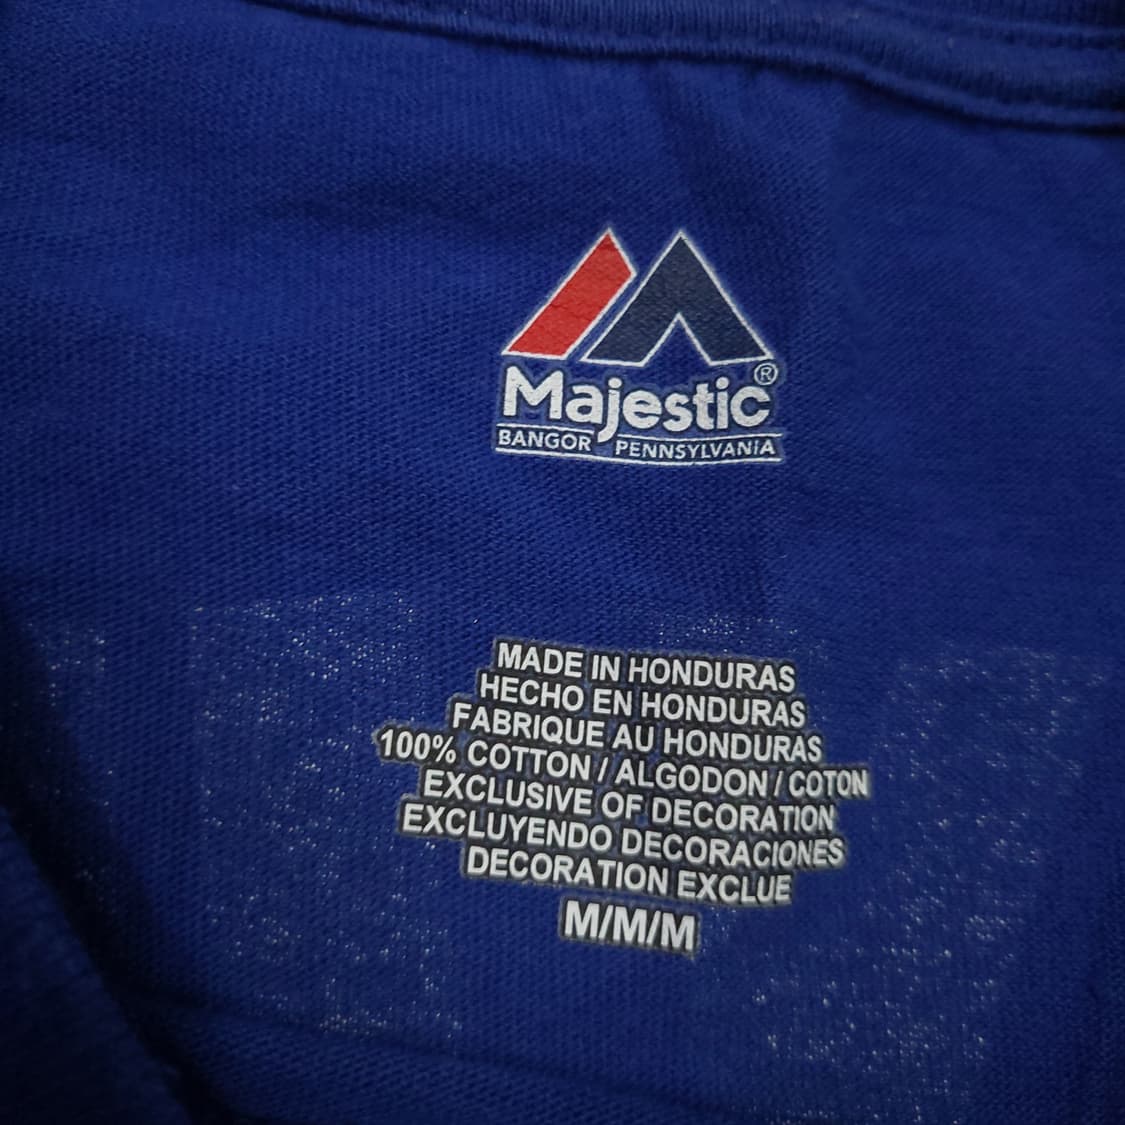 Majestic®
BANGOR PENNSYLVANIA
MADE IN HONDURAS
HECHO EN HONDURAS
FABRIQUE AU HONDURAS
100% COTTON / ALGODON / COTON
EXCLUSIVE OF DECORATION
EXCLUYENDO DECORACIONES
DECORATION EXCLUE
M/M/M